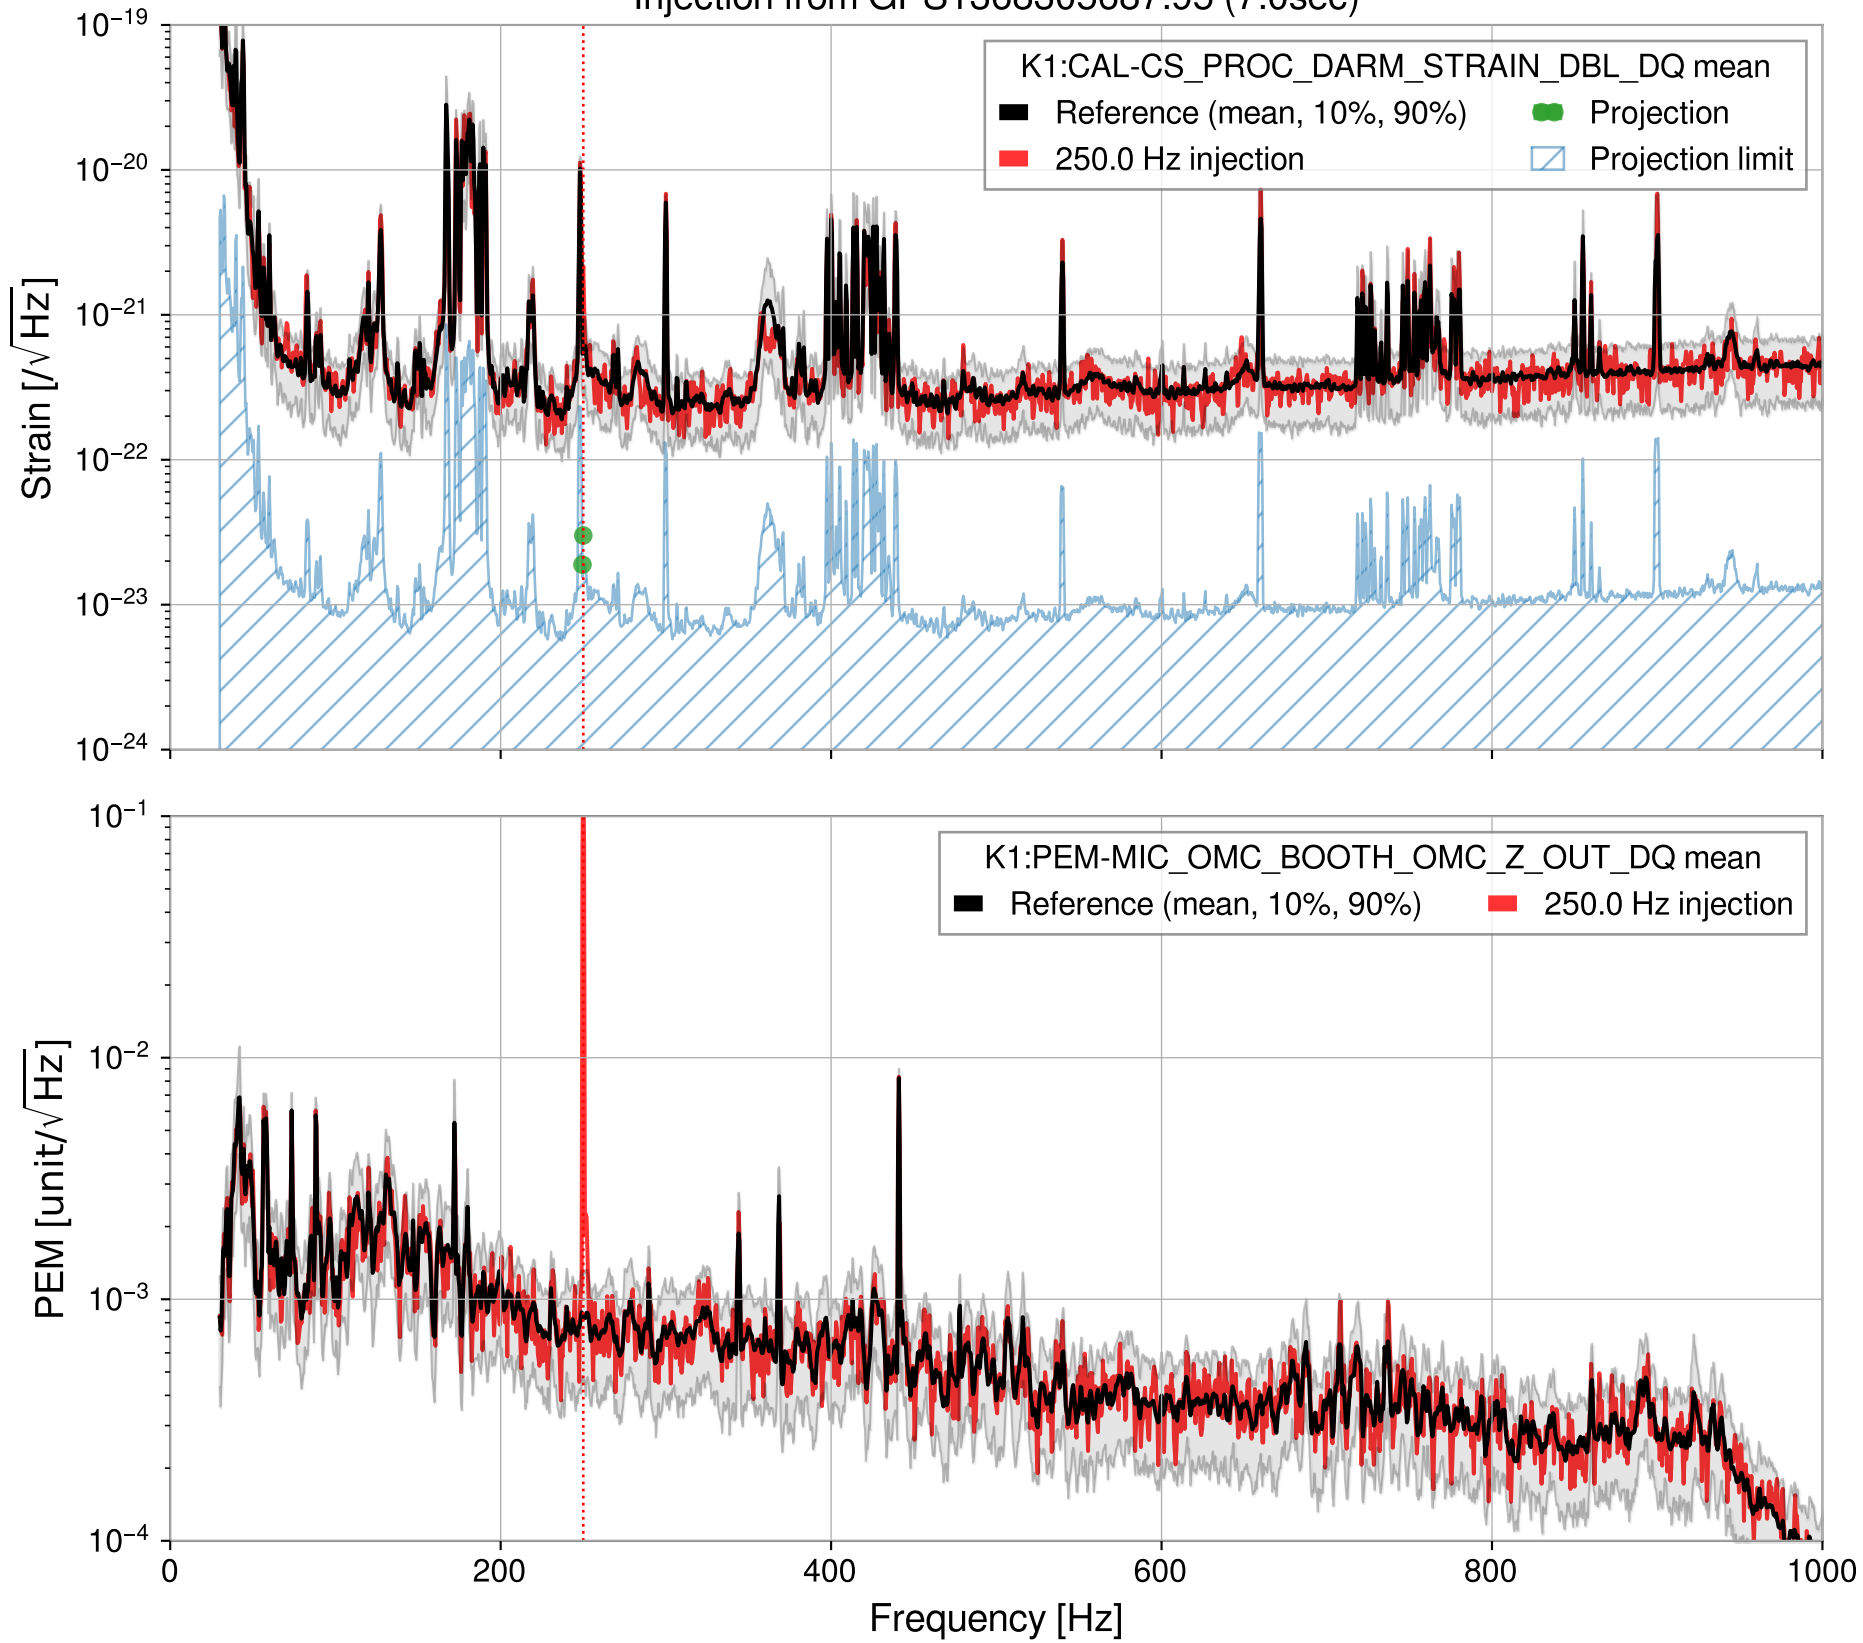 10⁻¹⁹
10⁻²⁰
10⁻²¹
10⁻²²
10⁻²³
10⁻²⁴
Strain [/√Hz]
K1:CAL-CS_PROC_DARM_STRAIN_DBL_DQ mean
Reference (mean, 10%, 90%)
Projection
250.0 Hz injection
Projection limit
10⁻¹
10⁻²
10⁻³
10⁻⁴
PEM [unit/√Hz]
K1:PEM-MIC_OMC_BOOTH_OMC_Z_OUT_DQ mean
Reference (mean, 10%, 90%)
250.0 Hz injection
0
200
400
600
800
1000
Frequency [Hz]